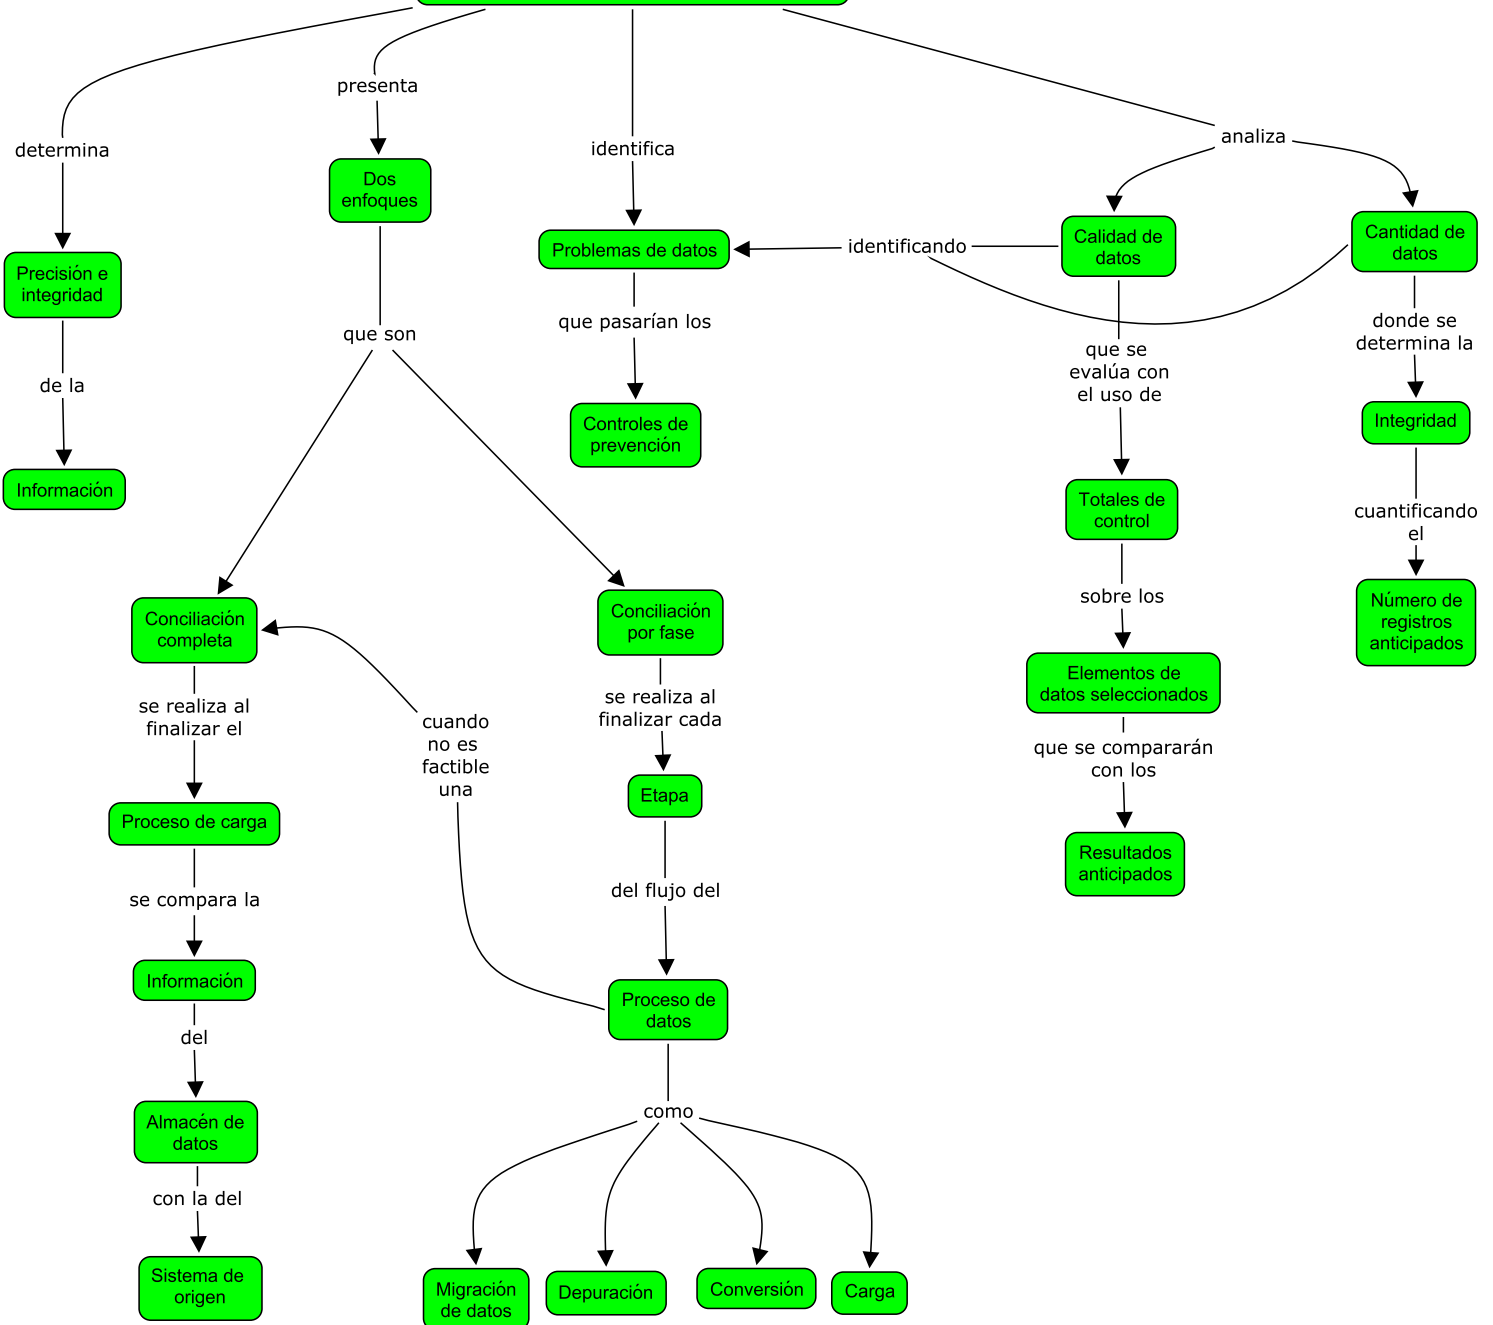 presenta
determina
identifica
analiza
Dos
enfoques
Problemas de datos
identificando
Calidad de
datos
Cantidad de
datos
Precisión e
integridad
que son
que pasarían los
que se
evalúa con
el uso de
donde se
determina la
de la
Controles de
prevención
Integridad
Información
Totales de
control
cuantificando
el
Conciliación
completa
Conciliación
por fase
sobre los
Número de
registros
anticipados
se realiza al
finalizar el
cuando
no es
factible
una
se realiza al
finalizar cada
Elementos de
datos seleccionados
que se compararán
con los
Proceso de carga
Etapa
Resultados
anticipados
se compara la
del flujo del
Información
Proceso de
datos
del
Almacén de
datos
como
con la del
Sistema de
origen
Migración
de datos
Depuración
Conversión
Carga